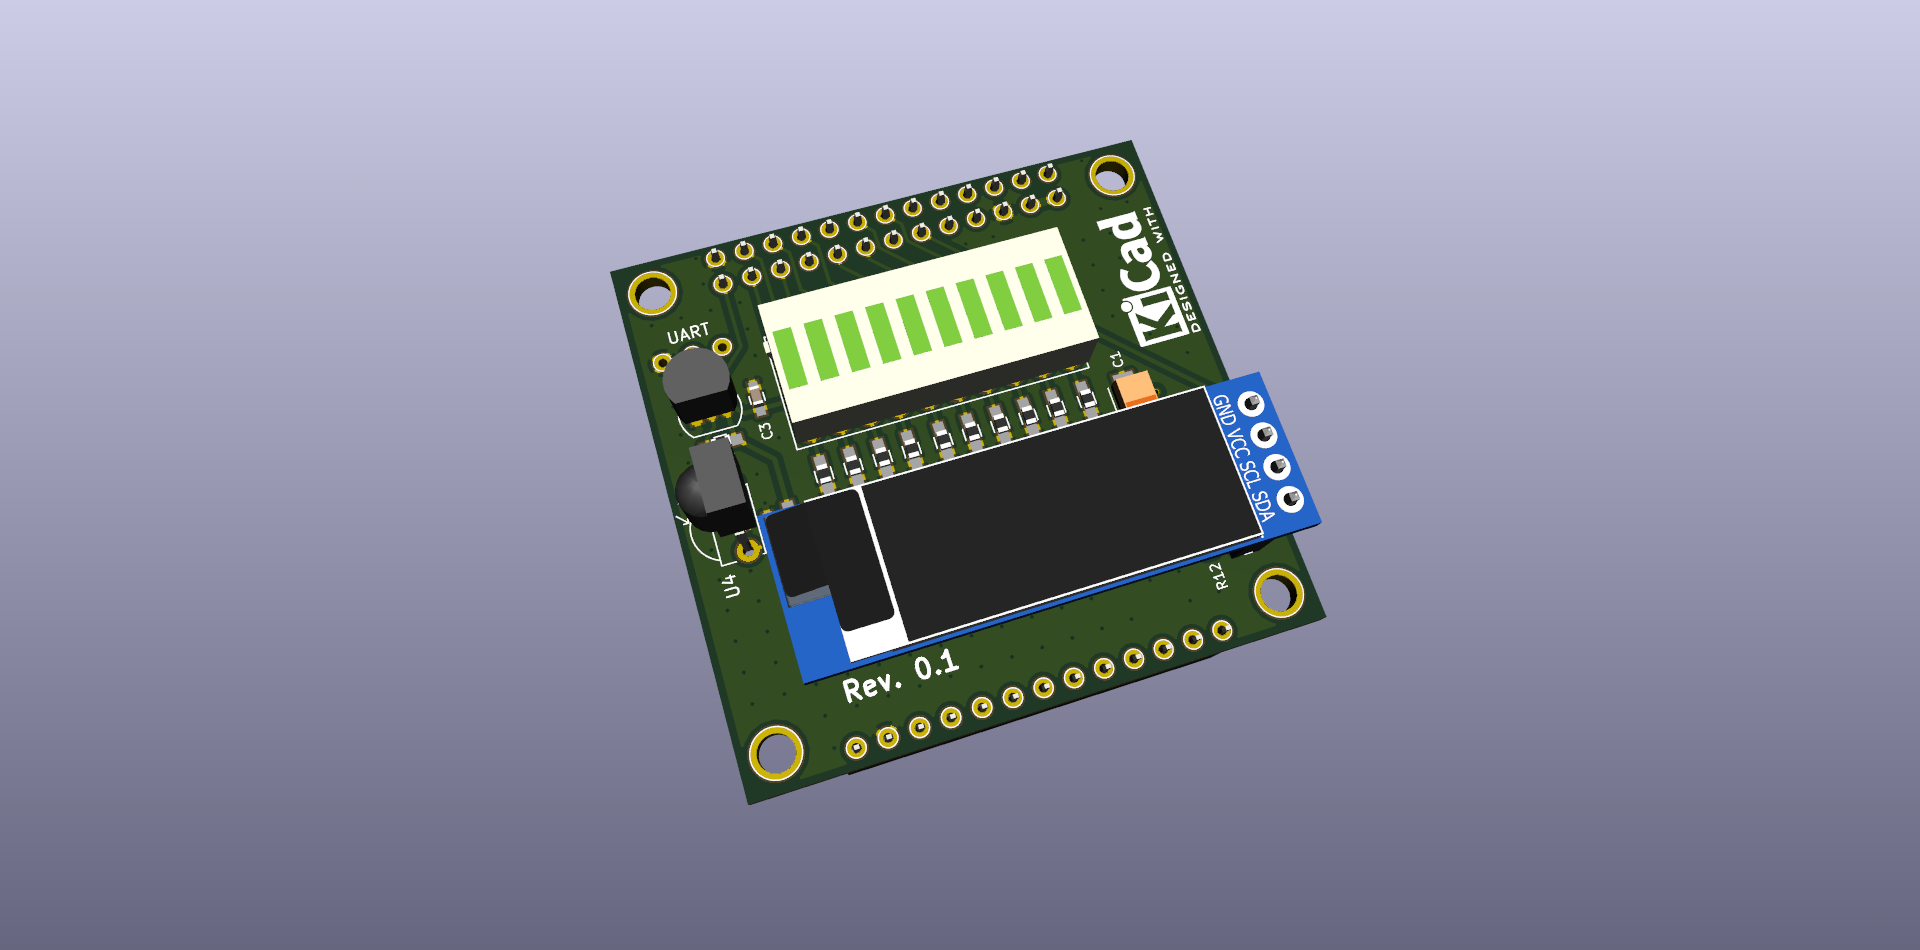 DESIGNED WITH
KiCad
UART
C1
C3
GND VCC SCL SDA
U4
R12
Rev. 0.1